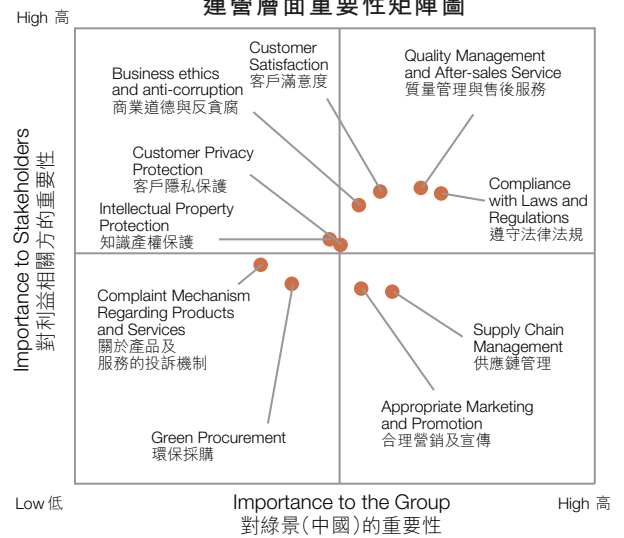 運營層面重要性矩陣圖
High 高
Customer
Satisfaction
客戶滿意度
Quality Management
and After-sales Service
質量管理與售後服務
Business ethics
and anti-corruption
商業道德與反貪腐
Customer Privacy
Protection
客戶隱私保護
Compliance
with Laws and
Regulations
遵守法律法規
Intellectual Property
Protection
知識產權保護
Importance to Stakeholders
對利益相關方的重要性
Complaint Mechanism
Regarding Products
and Services
關於產品及
服務的投訴機制
Supply Chain
Management
供應鏈管理
Appropriate Marketing
and Promotion
合理營銷及宣傳
Green Procurement
環保採購
Low 低
Importance to the Group
對綠景(中國)的重要性
High 高